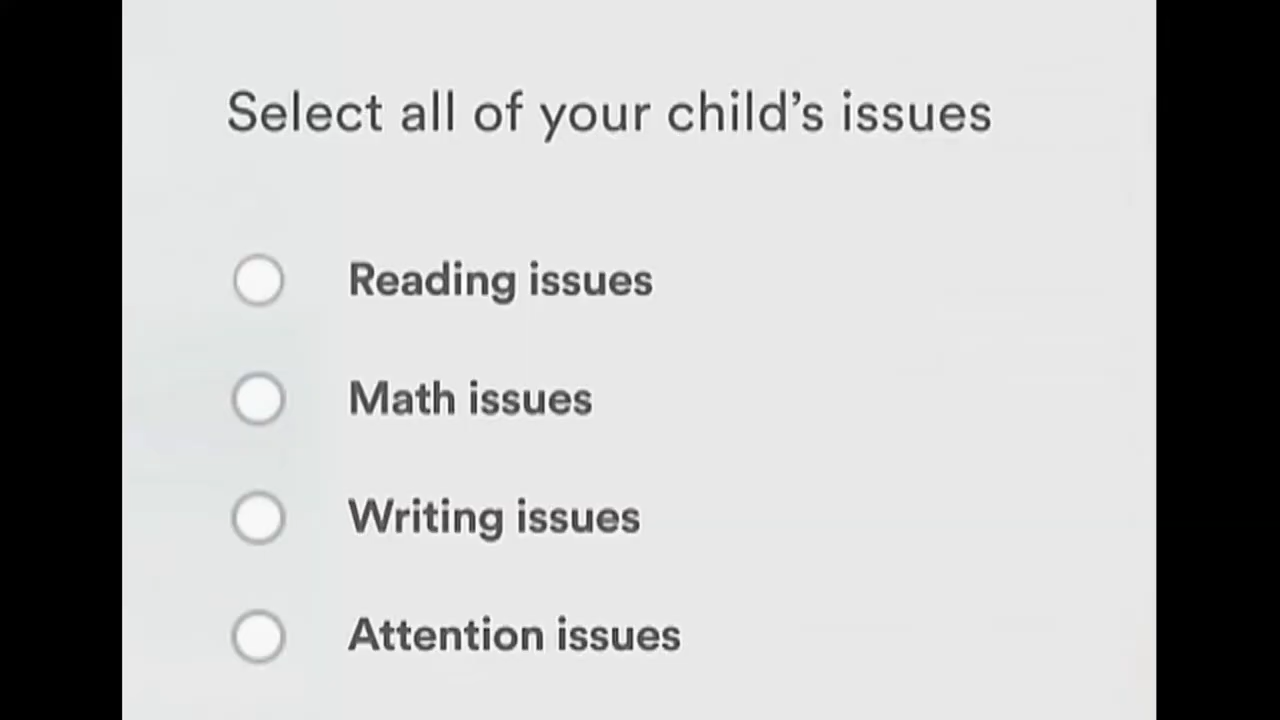 Select all of your child’s issues
Reading issues
Math issues
Writing issues
Attention issues